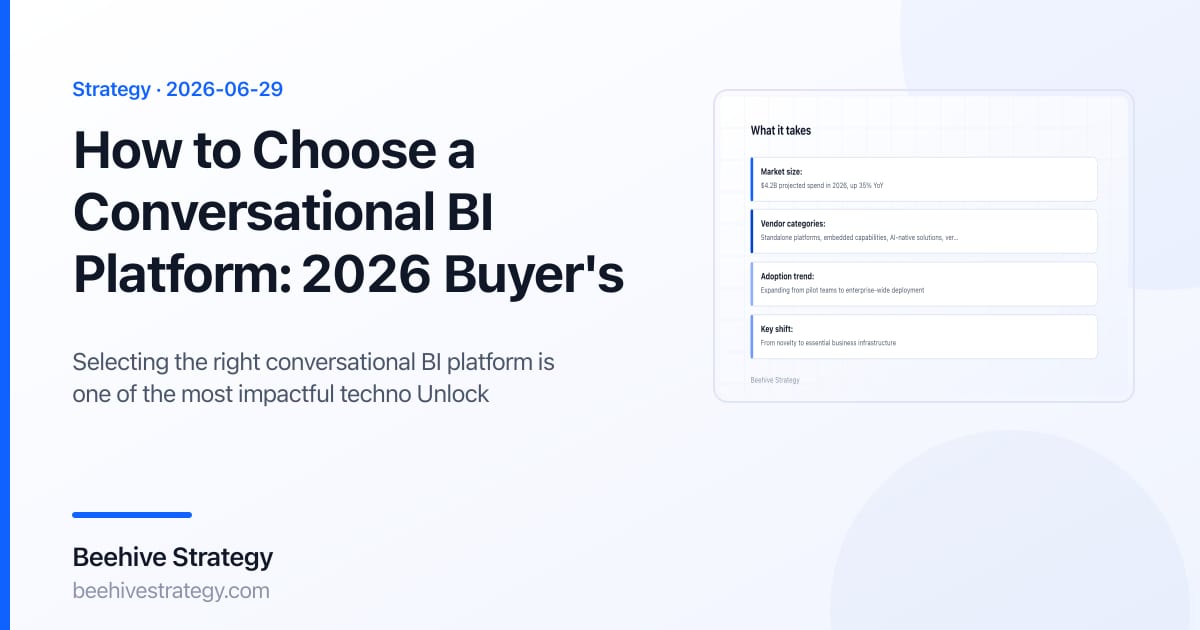 Strategy · 2026-06-29
How to Choose a
Conversational BI
Platform: 2026 Buyer's
Selecting the right conversational BI platform is
one of the most impactful techno Unlock
Beehive Strategy
beehivestrategy.com
What it takes
Market size:
$4.2B projected spend in 2026, up 35% YoY
Vendor categories:
Standalone platforms, embedded capabilities, AI-native solutions, ver...
Adoption trend:
Expanding from pilot teams to enterprise-wide deployment
Key shift:
From novelty to essential business infrastructure
Beehive Strategy